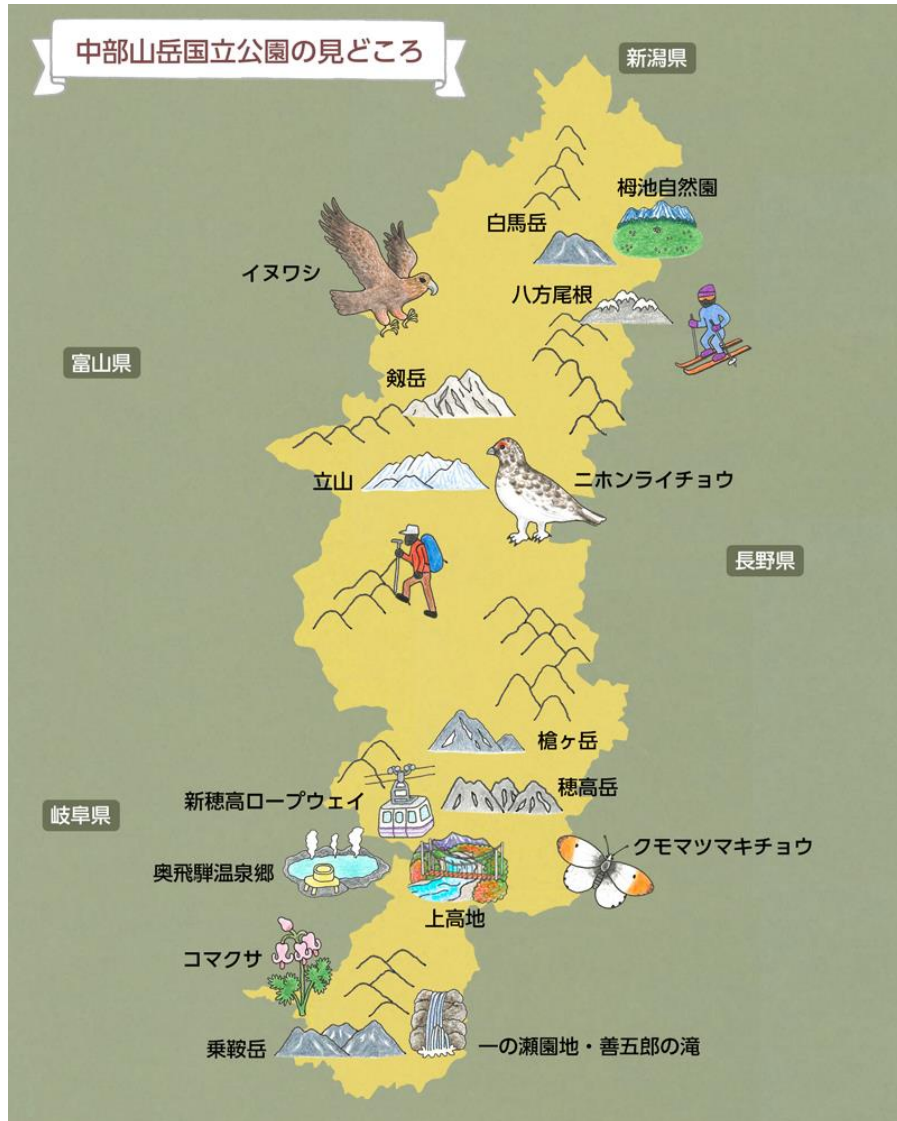 中部山岳国立公園の見どころ
新潟県
栂池自然園
白馬岳
イヌワシ
八方尾根
富山県
剱岳
立山
ニホンライチョウ
長野県
槍ヶ岳
新穂高ロープウェイ
穂高岳
岐阜県
クモマツマキチョウ
奥飛騨温泉郷
上高地
コマクサ
乗鞍岳
一の瀬園地・善五郎の滝